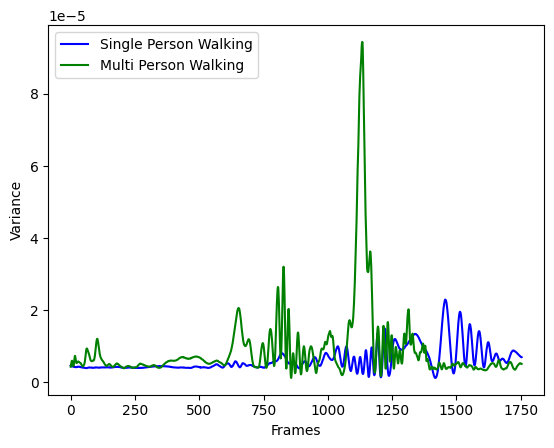 1e−5
Single Person Walking
Multi Person Walking
8
6
4
2
0
Variance
0 250 500 750 1000 1250 1500 1750
Frames